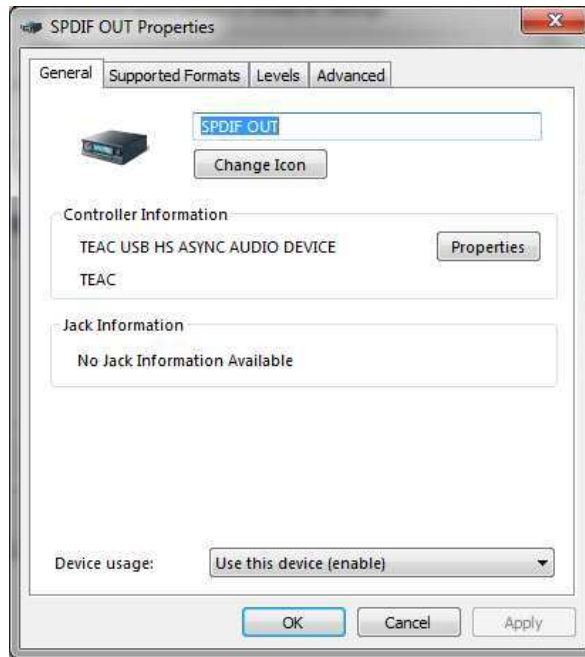 SPDIF OUT Properties
General Supported Formats Levels Advanced
SPDIF OUT
Change Icon
Controller Information
TEAC USB HS ASYNC AUDIO DEVICE Properties
TEAC
Jack Information
No Jack Information Available
Device usage: Use this device (enable)
OK Cancel Apply